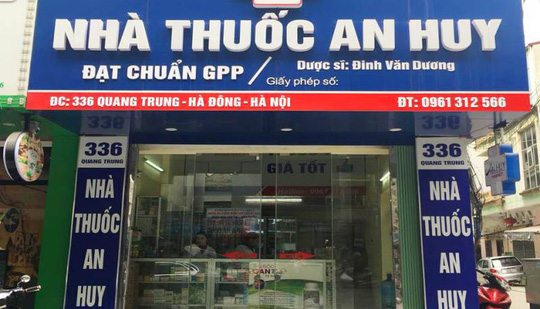 NHÀ THUỐC AN HUY
ĐẠT CHUẨN GPP / Dược sĩ: Đinh Văn Dương
Giấy phép số:
ĐC: 336 QUANG TRUNG - HÀ ĐÔNG - HÀ NỘI
ĐT: 0961 312 566
336
QUANG TRUNG
NHÀ
THUỐC
AN
HUY
GIÁ TỐT
336
QUANG TRUNG
NHÀ
THUỐC
AN
HUY